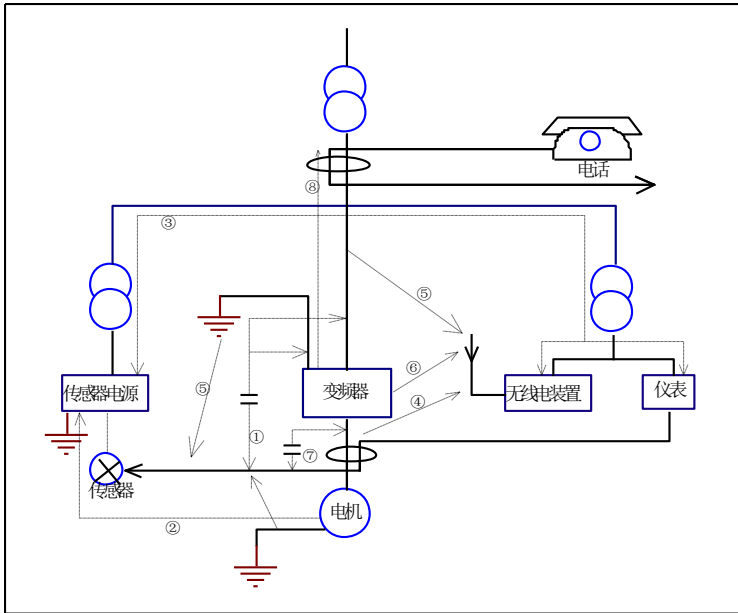 电话
⑧
③
⑤
⑥
⑤
传感器电源
变频器
无线电装置
仪表
④
①
⑦
传感器
电机
②